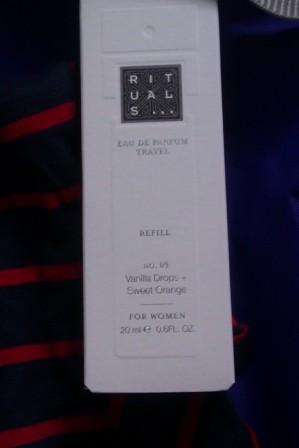 RIT
UAL
S...
EAU DE PARFUM
TRAVEL
REFILL
Vanilla Drops +
Sweet Orange
FOR WOMEN
20 ml ℮ 0.6FL. OZ.